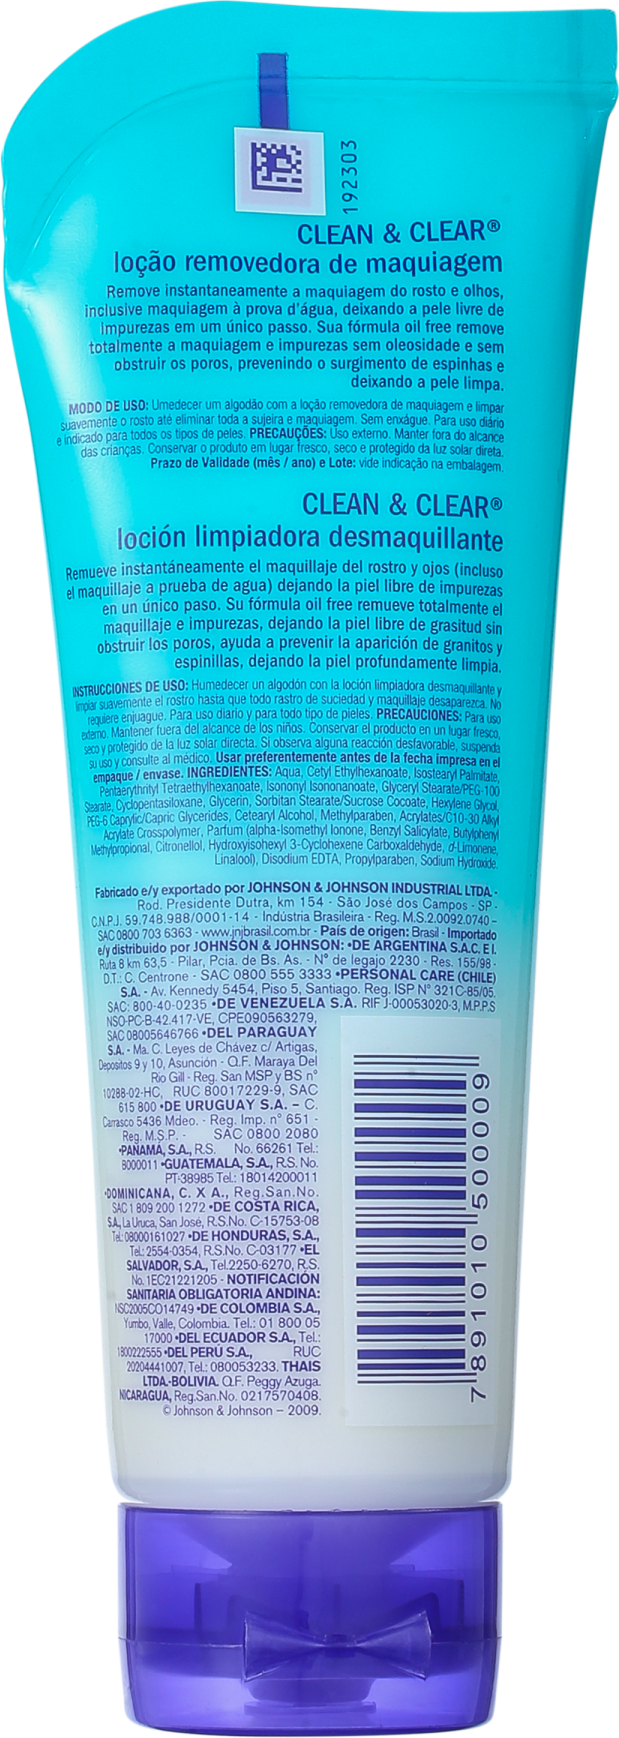 192303
CLEAN & CLEAR®
loção removedora de maquiagem
Remove instantaneamente a maquiagem do rosto e olhos,
inclusive maquiagem à prova d'água, deixando a pele livre de
impurezas em um único passo. Sua fórmula oil free remove
totalmente a maquiagem e impurezas sem oleosidade e sem
obstruir os poros, prevenindo o surgimento de espinhas e
deixando a pele limpa.
MODO DE USO: Umedecer um algodão com a loção removedora de maquiagem e limpar
suavemente o rosto até eliminar toda a sujeira e maquiagem. Sem enxágue. Para uso diário
e indicado para todos os tipos de peles. PRECAUÇÕES: Uso externo. Manter fora do alcance
das crianças. Conservar o produto em lugar fresco, seco e protegido da luz solar direta.
Prazo de Validade (mês / ano) e Lote: vide indicação na embalagem.
CLEAN & CLEAR®
loción limpiadora desmaquillante
Remueve instantáneamente el maquillaje del rostro y ojos (incluso
el maquillaje a prueba de agua) dejando la piel libre de impurezas
en un único paso. Su fórmula oil free remueve totalmente el
maquillaje e impurezas, dejando la piel libre de grasitud sin
obstruir los poros, ayuda a prevenir la aparición de granitos y
espinillas, dejando la piel profundamente limpia.
INSTRUCCIONES DE USO: Humedecer un algodón con la loción limpiadora desmaquillante y
limpiar suavemente el rostro hasta que todo rastro de suciedad y maquillaje desaparezca. No
requiere enjuague. Para uso diario y para todo tipo de pieles. PRECAUCIONES: Para uso
externo. Mantener fuera del alcance de los niños. Conservar el producto en un lugar fresco,
seco y protegido de la luz solar directa. Si observa alguna reacción desfavorable, suspenda
su uso y consulte al médico. Usar preferentemente antes de la fecha impresa en el
empaque / envase. INGREDIENTES: Aqua, Cetyl Ethylhexanoate, Isostearyl Palmitate,
Pentaerythrityl Tetraethylhexanoate, Isononyl Isononanoate, Glyceryl Stearate/PEG-100
Stearate, Cyclopentasiloxane, Glycerin, Sorbitan Stearate/Sucrose Cocoate, Hexylene Glycol,
PEG-6 Caprylic/Capric Glycerides, Cetearyl Alcohol, Methylparaben, Acrylates/C10-30 Alkyl
Acrylate Crosspolymer, Parfum (alpha-Isomethyl Ionone, Benzyl Salicylate, Butylphenyl
Methylpropional, Citronellol, Hydroxyisohexyl 3-Cyclohexene Carboxaldehyde, d-Limonene,
Linalool), Disodium EDTA, Propylparaben, Sodium Hydroxide.
Fabricado e/y exportado por JOHNSON & JOHNSON INDUSTRIAL LTDA. -
Rod. Presidente Dutra, km 154 - São José dos Campos - SP -
C.N.P.J. 59.748.988/0001-14 - Indústria Brasileira - Reg. M.S.2.0092.0740 -
SAC 0800 703 6363 - www.jnjbrasil.com.br - País de origen: Brasil - Importado
e/y distribuido por JOHNSON & JOHNSON: •DE ARGENTINA S.A.C. E I.
Ruta 8 km 63,5 - Pilar, Pcia. de Bs. As. - N° de legajo 2230 - Res. 155/98 -
D.T.: C. Centrone - SAC 0800 555 3333 •PERSONAL CARE (CHILE)
S.A. - Av. Kennedy 5454, Piso 5, Santiago. Reg. ISP N° 321C-85/05.
SAC: 800-40-0235 •DE VENEZUELA S.A. RIF J-00053020-3, M.P.P.S
NSO-PC-B-42.417-VE, CPE090563279,
SAC 08005646766 •DEL PARAGUAY
S.A. - Ma. C. Leyes de Chávez c/ Artigas,
Depositos 9 y 10, Asunción - Q.F. Maraya Del
Rio Gill - Reg. San MSP y BS n°
10288-02-HC, RUC 80017229-9, SAC
615 800 •DE URUGUAY S.A. – C.
Carrasco 5436 Mdeo. - Reg. Imp. n° 651 -
Reg. M.S.P. - SAC 0800 2080
•PANAMÁ, S.A., R.S. No. 66261 Tel.:
8000011 •GUATEMALA, S.A., R.S. No.
PT-38985 Tel.: 18014200011
•DOMINICANA, C. X A., Reg.San.No.
SAC 1 809 200 1272 •DE COSTA RICA,
S.A., La Uruca, San José, R.S.No. C-15753-08
Tel.: 08000161027 •DE HONDURAS, S.A.,
Tel.: 2554-0354, R.S.No. C-03177 •EL
SALVADOR, S.A., Tel.2250-6270, R.S.
No. 1EC21221205 - NOTIFICACIÓN
SANITARIA OBLIGATORIA ANDINA:
NSC2005CO14749 •DE COLOMBIA S.A.,
Yumbo, Valle, Colombia. Tel.: 01 800 05
17000 •DEL ECUADOR S.A., Tel.:
1800222555 •DEL PERÚ S.A., RUC
20204441007, Tel.: 080053233. THAIS
LTDA.-BOLIVIA. Q.F. Peggy Azuga.
NICARAGUA, Reg.San.No. 0217570408.
© Johnson & Johnson – 2009.
7 891010 500009